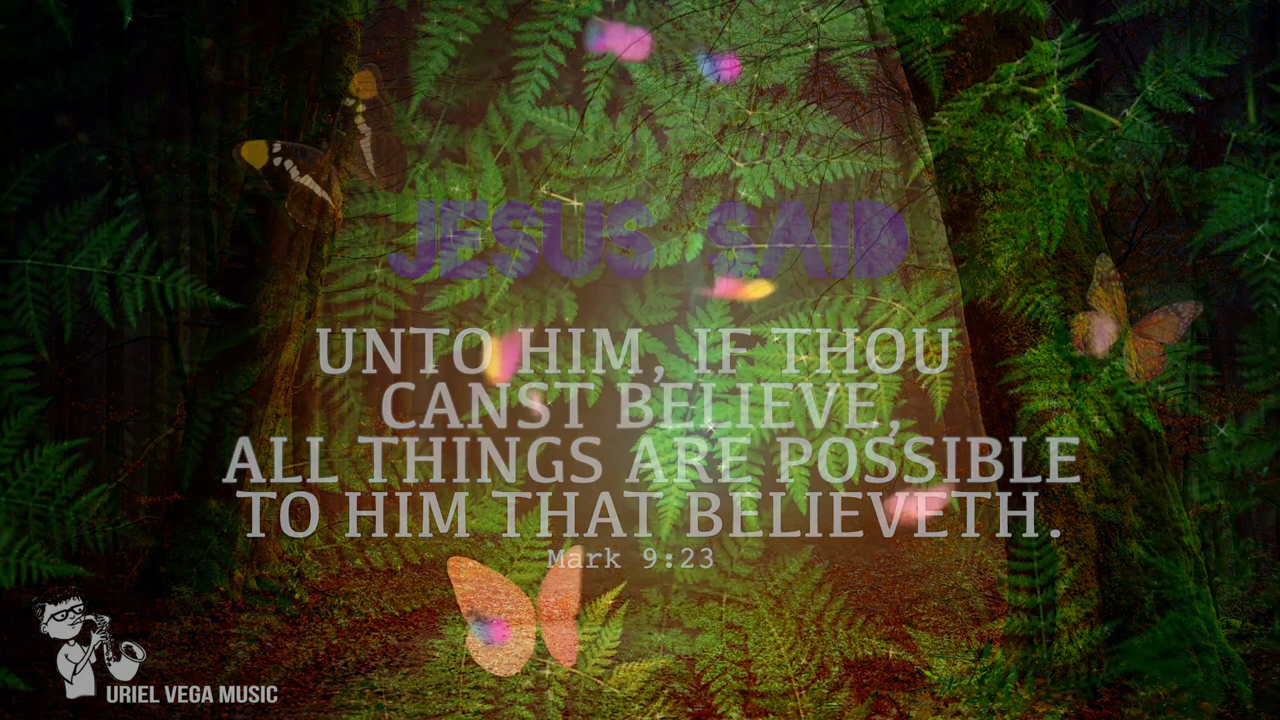 JESUS SAID
UNTO HIM, IF THOU
CANST BELIEVE,
ALL THINGS ARE POSSIBLE
TO HIM THAT BELIEVETH.
Mark 9:23
URIEL VEGA MUSIC